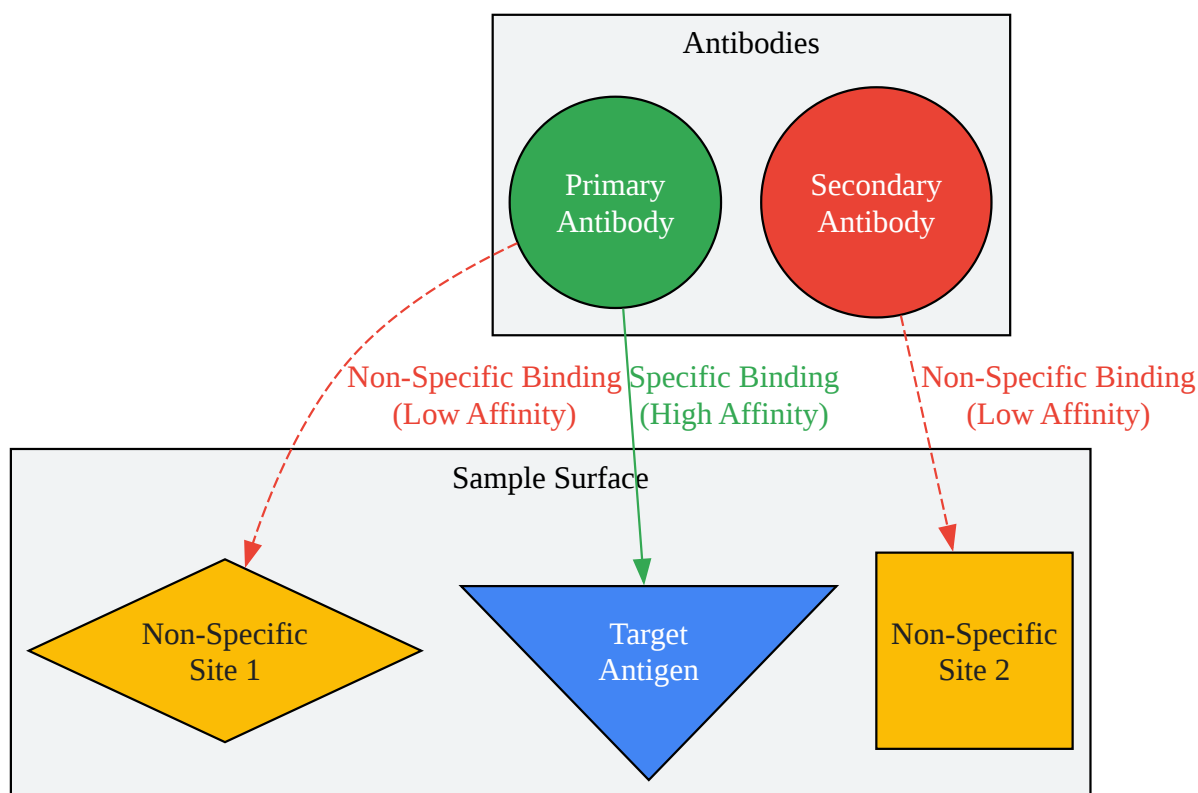 Antibodies
Primary
Antibody
Secondary
Antibody
Non-Specific Binding
(Low Affinity)
Specific Binding
(High Affinity)
Non-Specific Binding
(Low Affinity)
Sample Surface
Non-Specific
Site 1
Target
Antigen
Non-Specific
Site 2